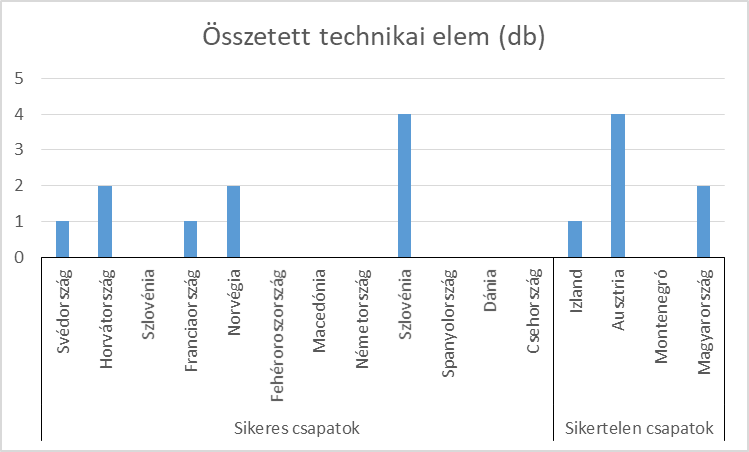 Összetett technikai elem (db)
5
4
3
2
1
0
Svédország
Horvátország
Szlovénia
Franciaország
Norvégia
Fehéroroszország
Macedónia
Németország
Szlovénia
Spanyolország
Dánia
Csehország
Izland
Ausztria
Montenegró
Magyarország
Sikeres csapatok
Sikertelen csapatok